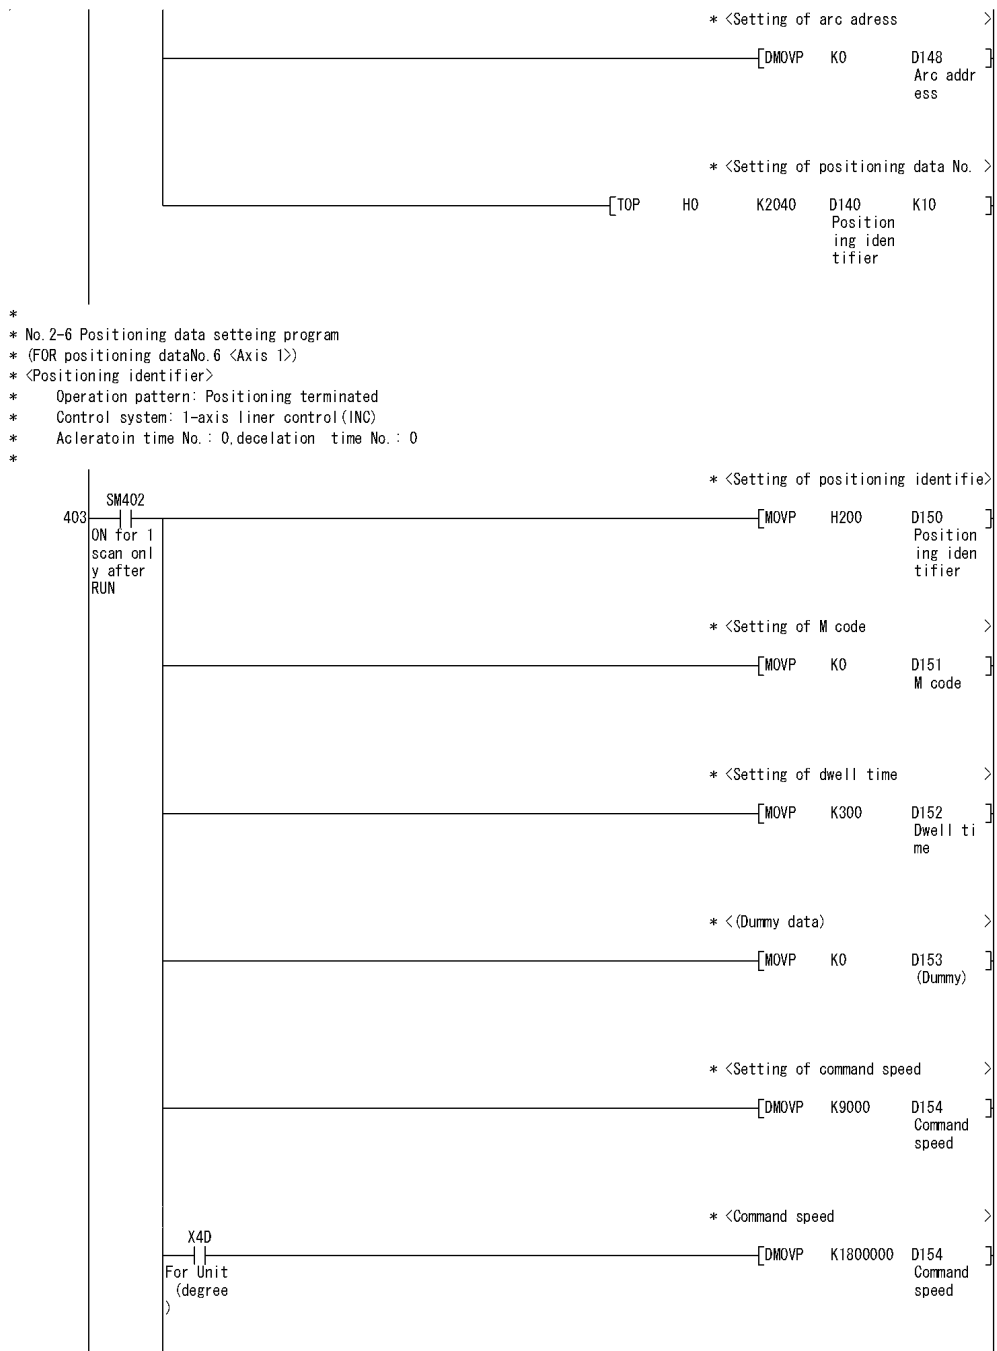 * <Setting of arc adress >
[DMOVP K0 D148 ]
Arc addr
ess
* <Setting of positioning data No. >
[TOP H0 K2040 D140 K10 ]
Position
ing iden
tifier
*
* No.2-6 Positioning data setteing program
* (FOR positioning dataNo.6 <Axis 1>)
* <Positioning identifier>
* Operation pattern: Positioning terminated
* Control system: 1-axis liner control(INC)
* Acleratoin time No.: 0,decelation time No.: 0
*
* <Setting of positioning identifie>
SM402
403
[MOVP H200 D150 ]
ON for 1
scan onl
y after
RUN
Position
ing iden
tifier
* <Setting of M code >
[MOVP K0 D151 ]
M code
* <Setting of dwell time >
[MOVP K300 D152 ]
Dwell ti
me
* <(Dummy data) >
[MOVP K0 D153 ]
(Dummy)
* <Setting of command speed >
[DMOVP K9000 D154 ]
Command
speed
* <Command speed >
X4D
[DMOVP K1800000 D154 ]
For Unit
(degree
)
Command
speed